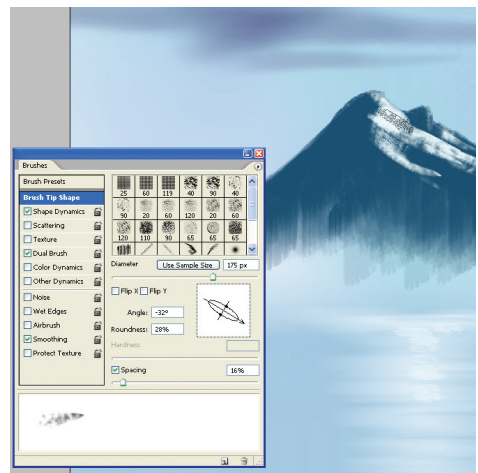 Brushes
Brush Presets
Brush Tip Shape
Shape Dynamics
Scattering
Texture
Dual Brush
Color Dynamics
Other Dynamics
Noise
Wet Edges
Airbrush
Smoothing
Protect Texture
25 60 119 40 90 40
90 20 60 120 20 60
120 110 90 65 65 65
Diameter Use Sample Size 175 px
Flip X Flip Y
Angle: -32°
Roundness: 28%
Hardness
Spacing 16%